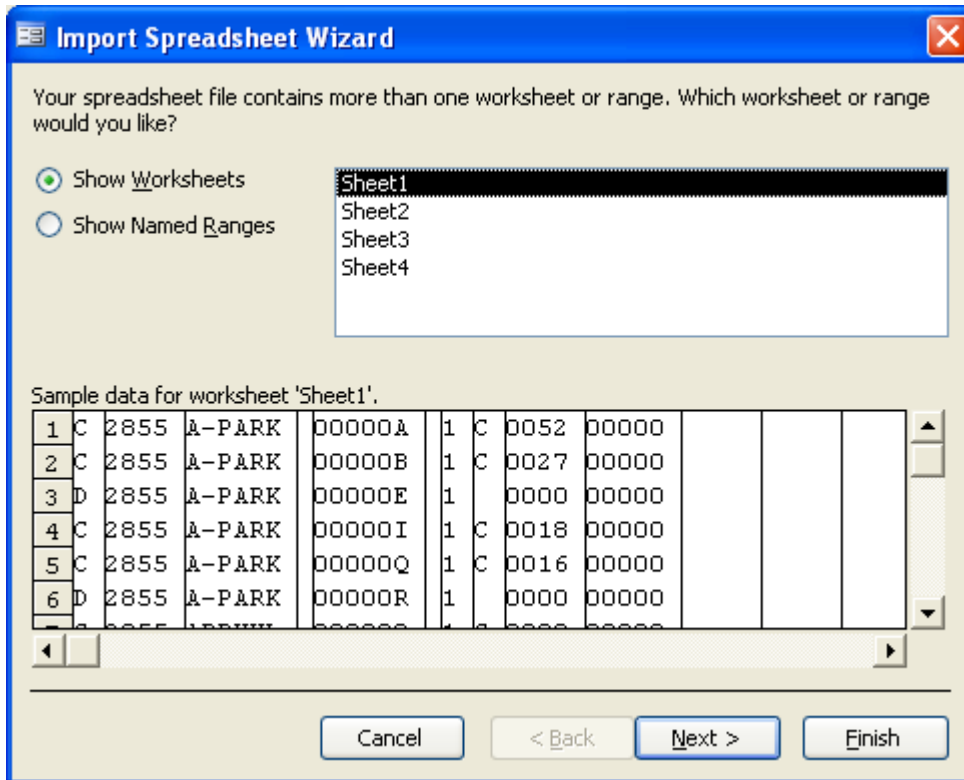 Import Spreadsheet Wizard
Your spreadsheet file contains more than one worksheet or range. Which worksheet or range
would you like?
Show Worksheets
Show Named Ranges
Sheet1
Sheet2
Sheet3
Sheet4
Sample data for worksheet 'Sheet1'.
1 C 2855 A-PARK 00000A 1 C 0052 00000
2 C 2855 A-PARK 00000B 1 C 0027 00000
3 D 2855 A-PARK 00000E 1 0000 00000
4 C 2855 A-PARK 00000I 1 C 0018 00000
5 C 2855 A-PARK 00000Q 1 C 0016 00000
6 D 2855 A-PARK 00000R 1 0000 00000
Cancel < Back Next > Finish